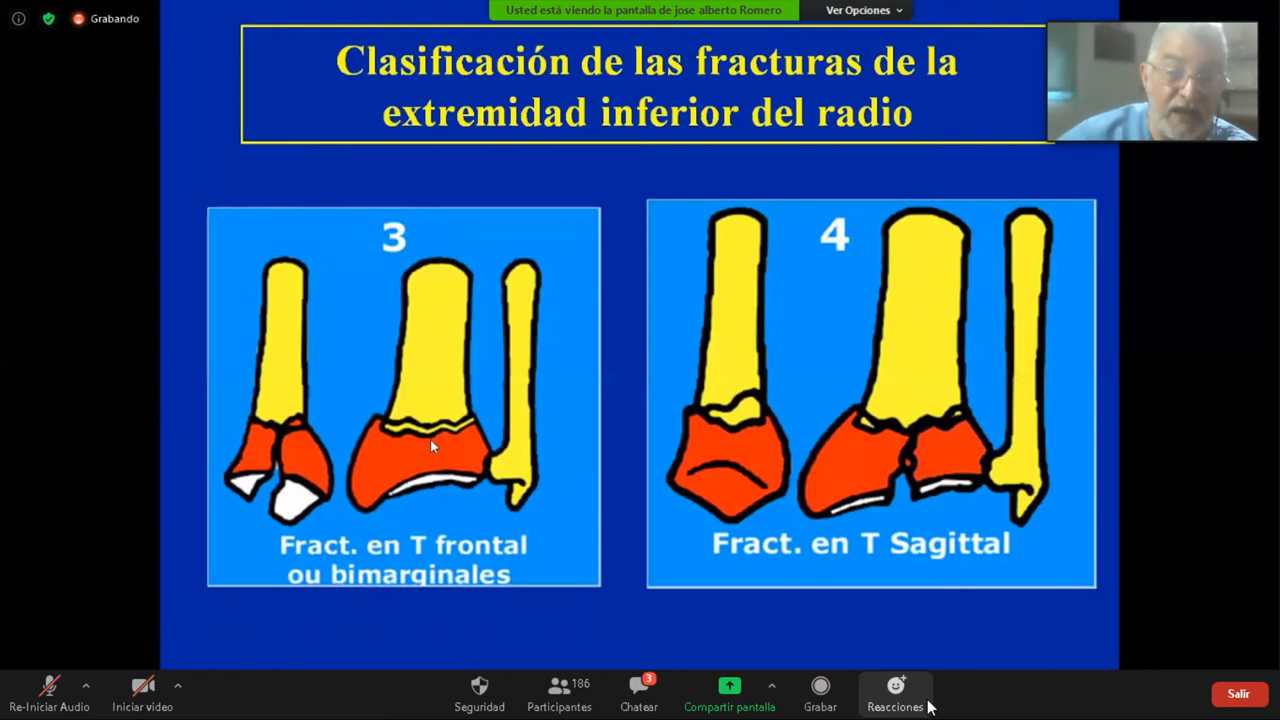 Grabando
Usted está viendo la pantalla de jose alberto Romero
Ver Opciones
Clasificación de las fracturas de la
extremidad inferior del radio
3
Fract. en T frontal
ou bimarginales
4
Fract. en T Sagittal
Re-Iniciar Audio
Iniciar video
Seguridad
186
Participantes
3
Chatear
Compartir pantalla
Grabar
Reacciones
Salir